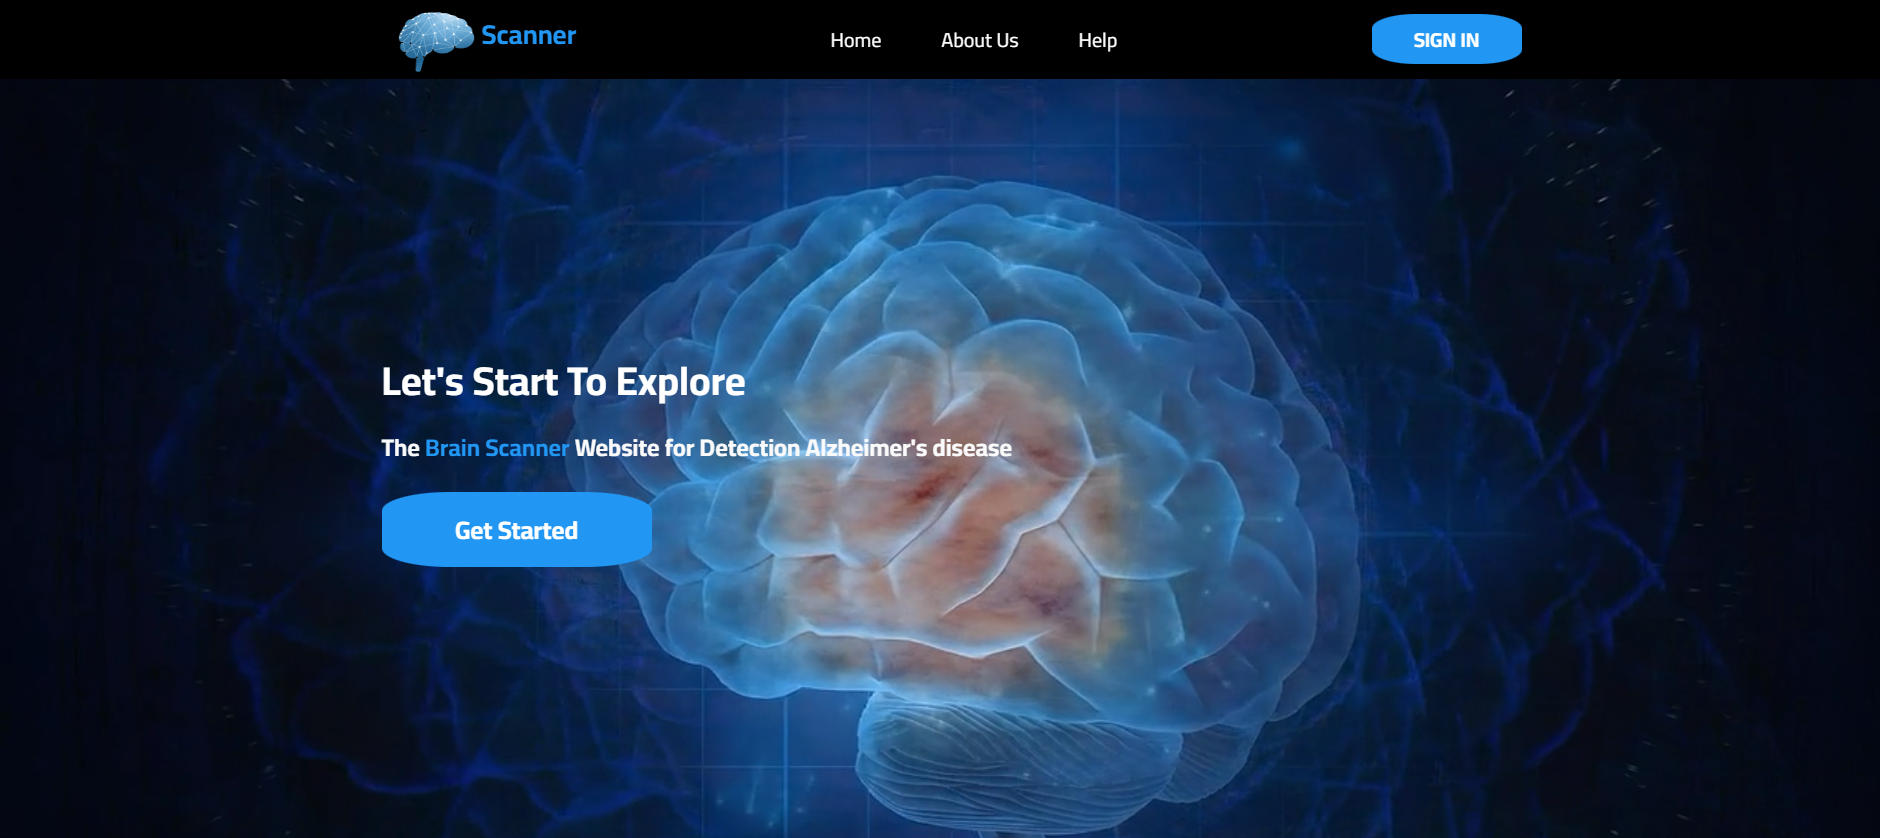 Scanner
Home
About Us
Help
SIGN IN
Let's Start To Explore
The Brain Scanner Website for Detection Alzheimer's disease
Get Started